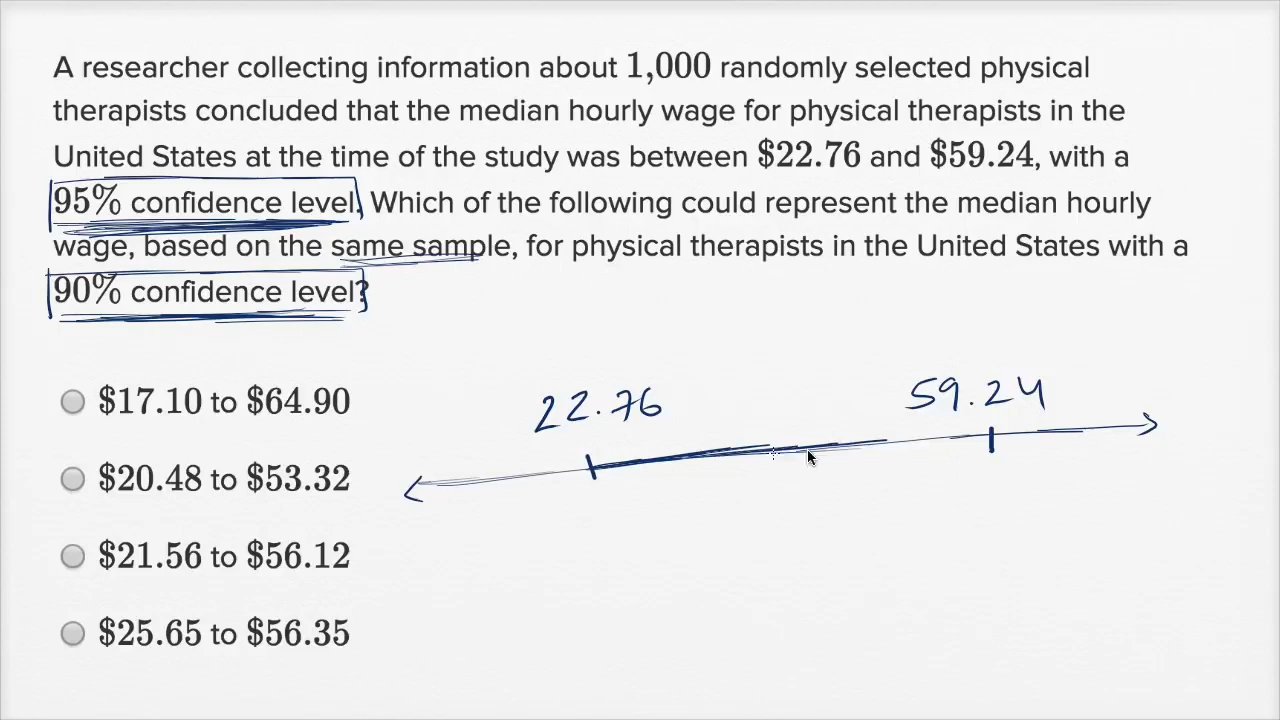 A researcher collecting information about 1,000 randomly selected physical
therapists concluded that the median hourly wage for physical therapists in the
United States at the time of the study was between $22.76 and $59.24, with a
95% confidence level. Which of the following could represent the median hourly
wage, based on the same sample, for physical therapists in the United States with a
90% confidence level?
$17.10 to $64.90
22.76 59.24
$20.48 to $53.32
$21.56 to $56.12
$25.65 to $56.35